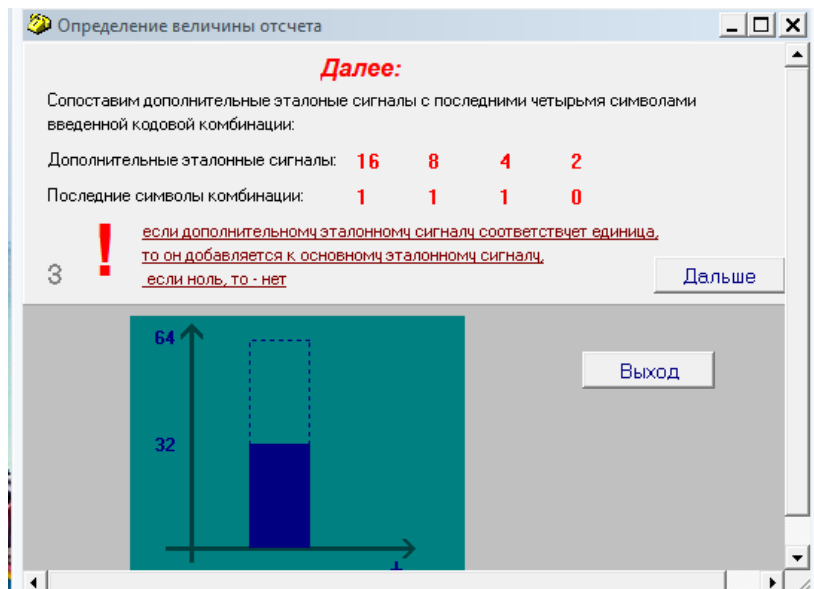 Определение величины отсчета
Далее:
Сопоставим дополнительные эталоные сигналы с последними четырьмя символами
введенной кодовой комбинации:
Дополнительные эталонные сигналы: 16 8 4 2
Последние символы комбинации: 1 1 1 0
! если дополнительному эталонному сигналу соответствует единица,
то он добавляется к основному эталонному сигналу,
если ноль, то - нет
3
Дальше
64
Выход
32